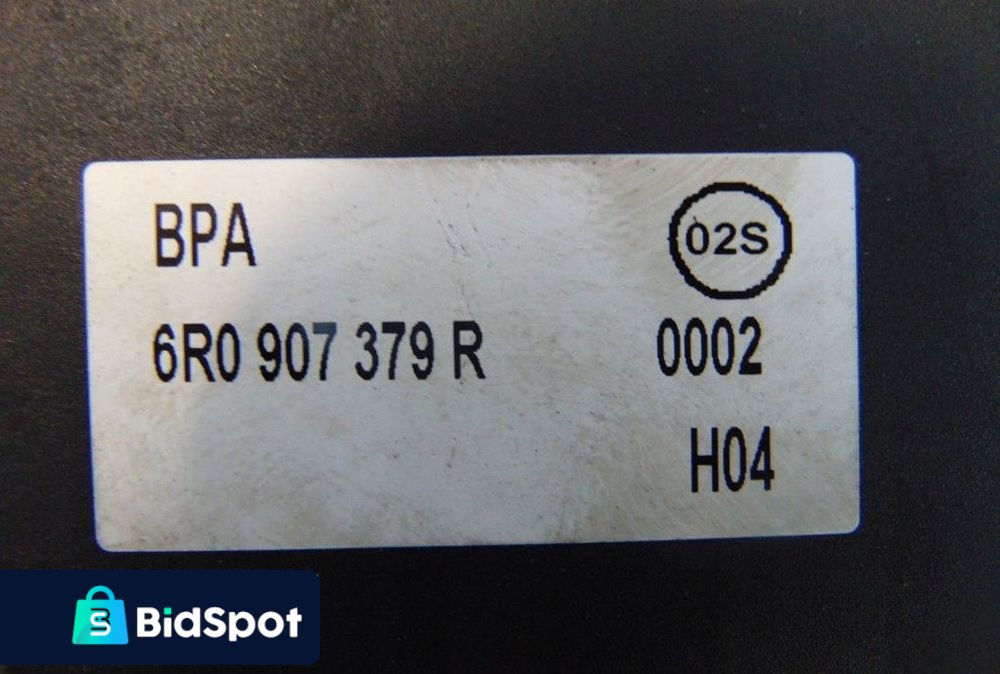 BPA
02S
6R0 907 379 R
0002
H04
BidSpot